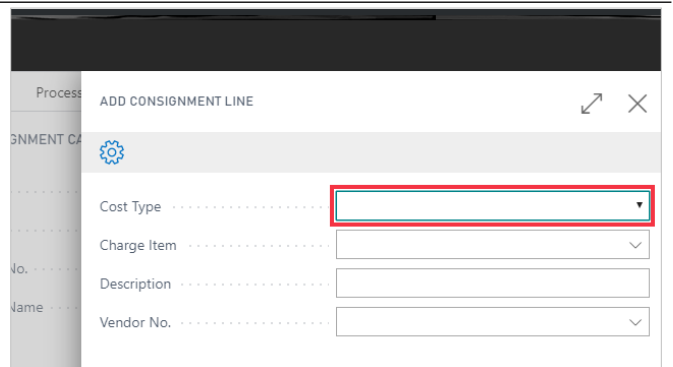 Process
ADD CONSIGNMENT LINE
GNMENT CA
Cost Type
Charge Item
No.
Description
Name
Vendor No.